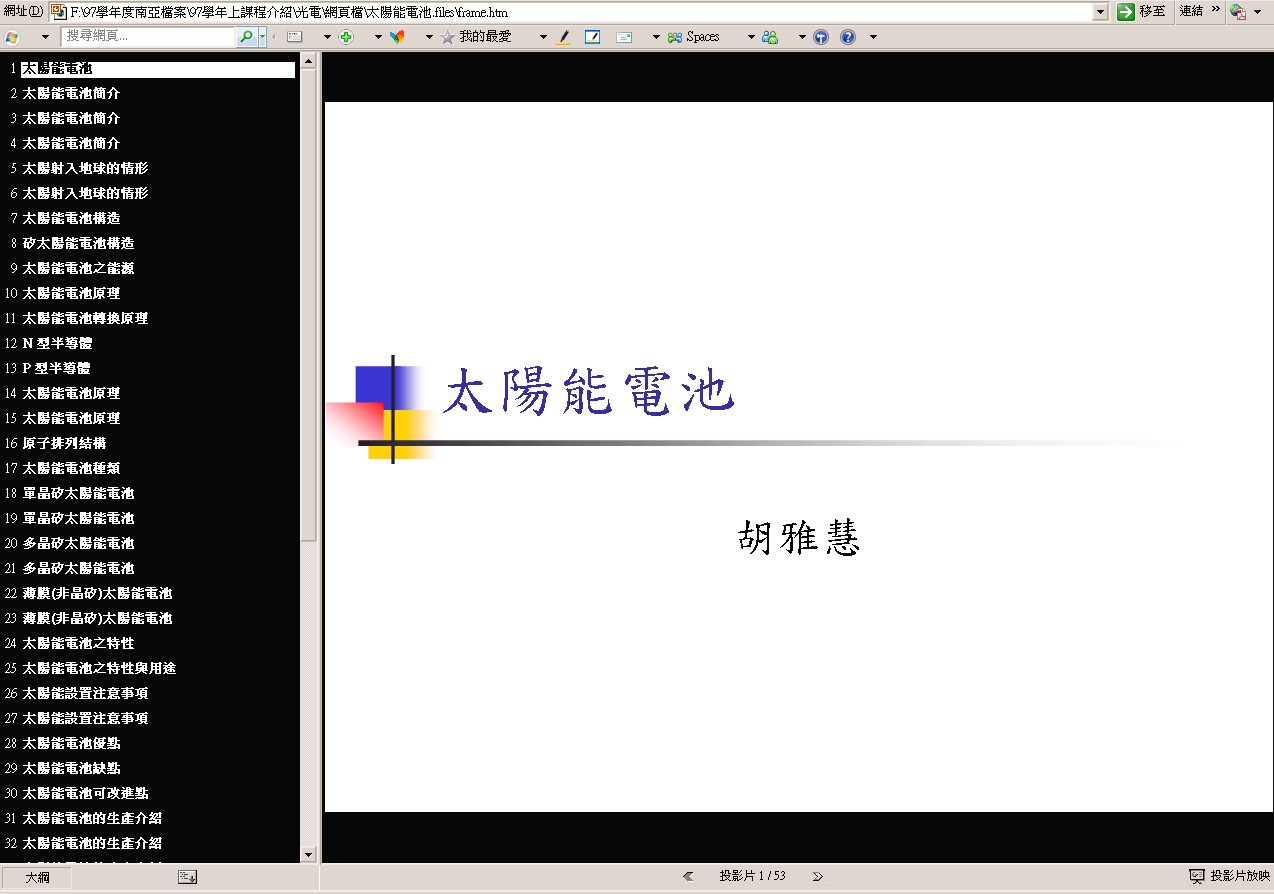 網址(D) F:\97學年度南亞檔案\97學年上課程介紹\光電\網頁檔\太陽能電池.files\frame.htm 移至 連結 »
搜尋網頁... 我的最愛 Spaces
1 太陽能電池
2 太陽能電池簡介
3 太陽能電池簡介
4 太陽能電池簡介
5 太陽射入地球的情形
6 太陽射入地球的情形
7 太陽能電池構造
8 矽太陽能電池構造
9 太陽能電池之能源
10 太陽能電池原理
11 太陽能電池轉換原理
12 N 型半導體
13 P 型半導體
14 太陽能電池原理
15 太陽能電池原理
16 原子排列結構
17 太陽能電池種類
18 單晶矽太陽能電池
19 單晶矽太陽能電池
20 多晶矽太陽能電池
21 多晶矽太陽能電池
22 薄膜(非晶矽)太陽能電池
23 薄膜(非晶矽)太陽能電池
24 太陽能電池之特性
25 太陽能電池之特性與用途
26 太陽能設置注意事項
27 太陽能設置注意事項
28 太陽能電池優點
29 太陽能電池缺點
30 太陽能電池可改進點
31 太陽能電池的生產介紹
32 太陽能電池的生產介紹
太陽能電池
胡雅慧
大綱 投影片 1 / 53 投影片放映